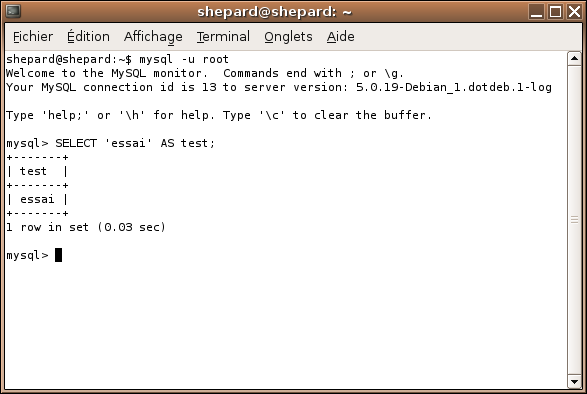 shepard@shepard: ~
Fichier Édition Affichage Terminal Onglets Aide
shepard@shepard:~$ mysql -u root
Welcome to the MySQL monitor.  Commands end with ; or \g.
Your MySQL connection id is 13 to server version: 5.0.19-Debian_1.dotdeb.1-log
Type 'help;' or '\h' for help. Type '\c' to clear the buffer.
mysql> SELECT 'essai' AS test;
+-------+
| test  |
+-------+
| essai |
+-------+
1 row in set (0.03 sec)
mysql>